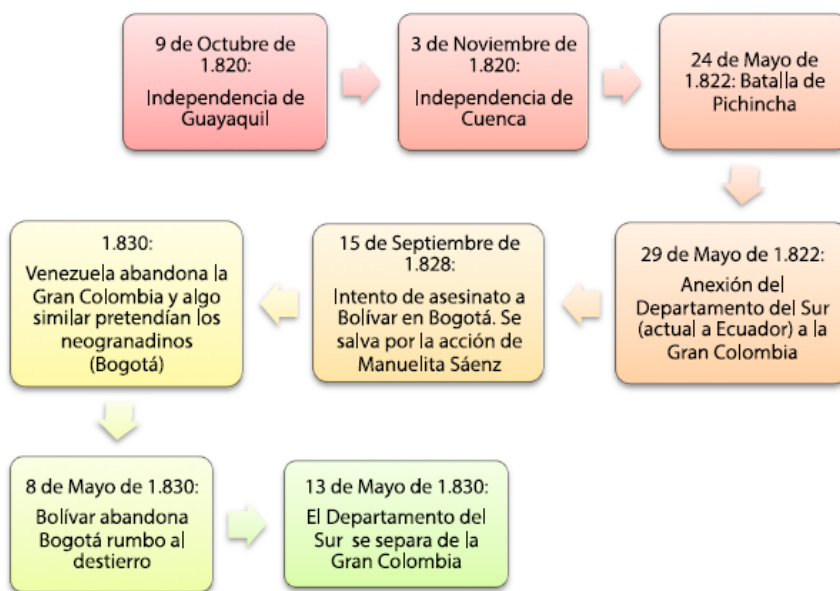 9 de Octubre de
1.820:
Independencia de
Guayaquil
3 de Noviembre de
1.820:
Independencia de
Cuenca
24 de Mayo de
1.822: Batalla de
Pichincha
29 de Mayo de 1.822:
Anexión del
Departamento del Sur
(actual a Ecuador) a la
Gran Colombia
15 de Septiembre de
1.828:
Intento de asesinato a
Bolívar en Bogotá. Se
salva por la acción de
Manuelita Sáenz
1.830:
Venezuela abandona la
Gran Colombia y algo
similar pretendían los
neogranadinos
(Bogotá)
8 de Mayo de 1.830:
Bolívar abandona
Bogotá rumbo al
destierro
13 de Mayo de 1.830:
El Departamento del
Sur se separa de la
Gran Colombia